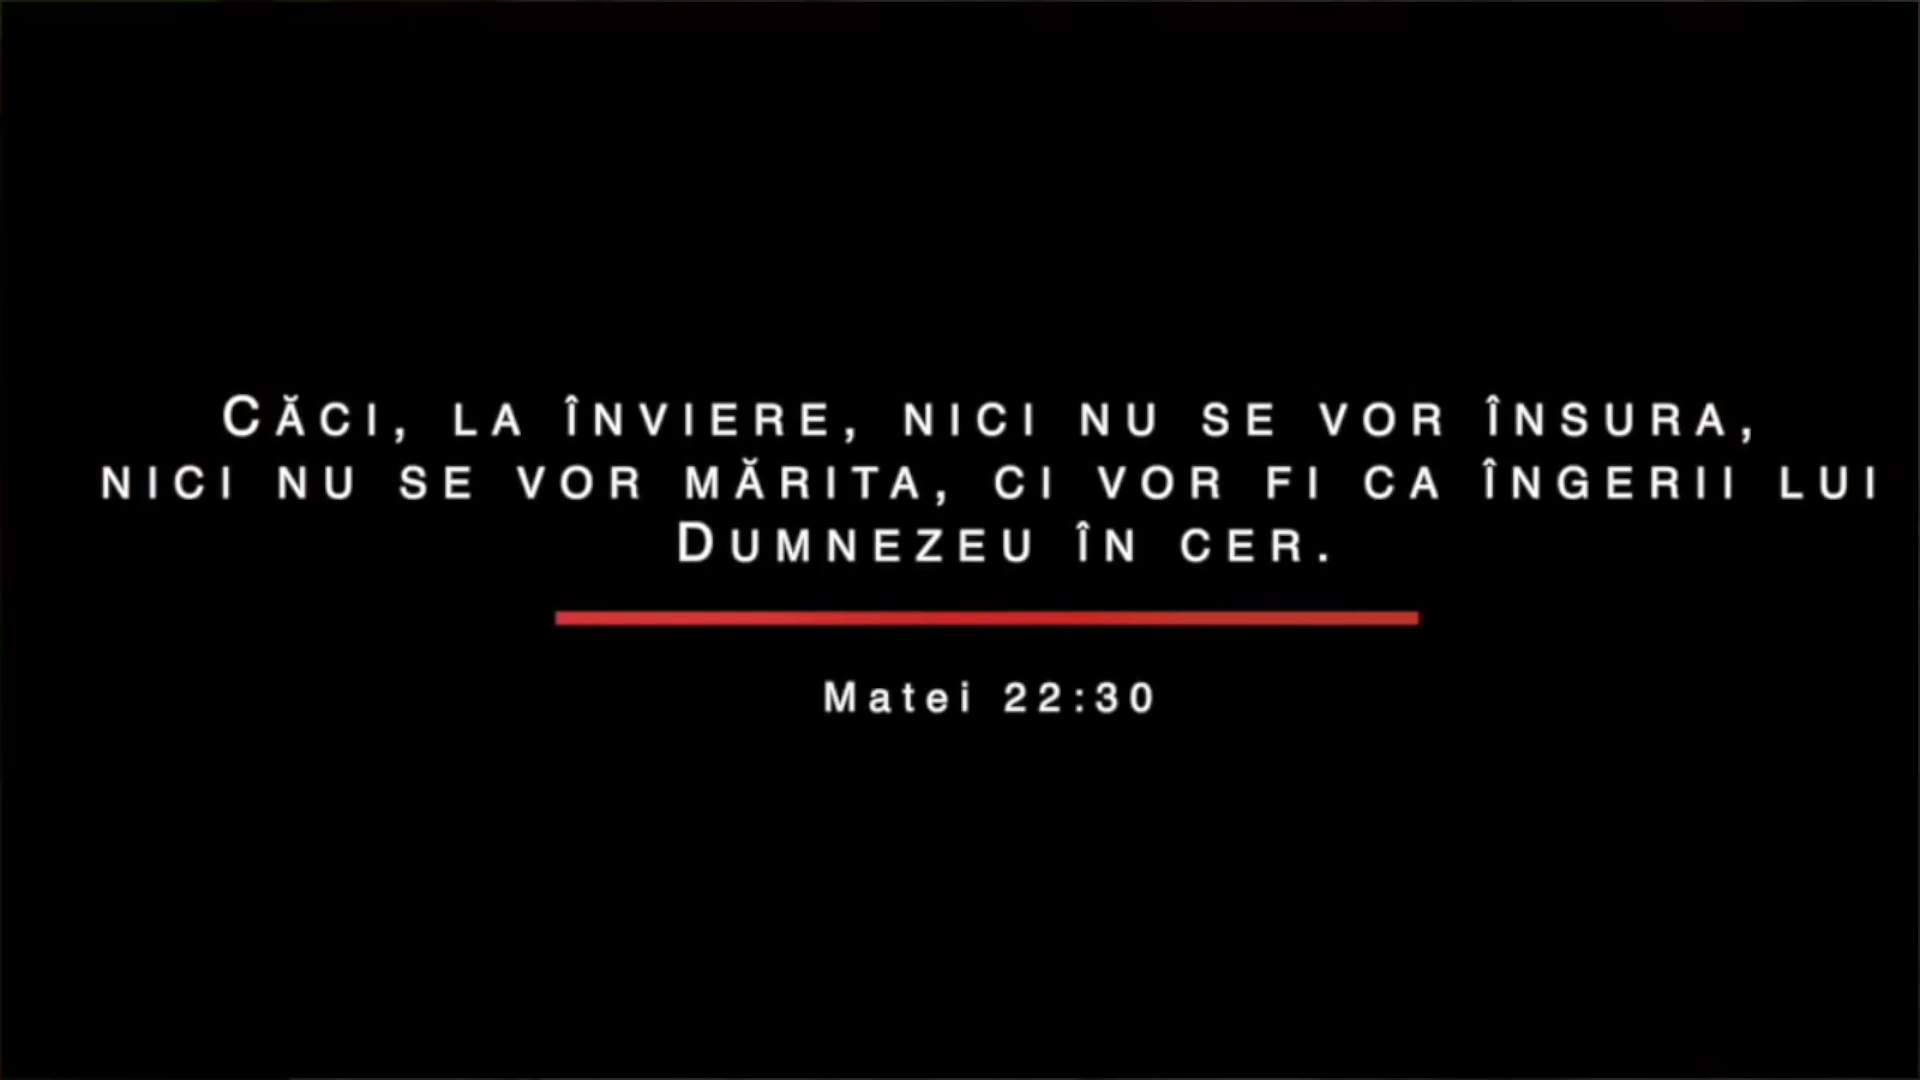 Căci, la înviere, nici nu se vor însura,
nici nu se vor mărita, ci vor fi ca îngerii lui
Dumnezeu în cer.
Matei 22:30